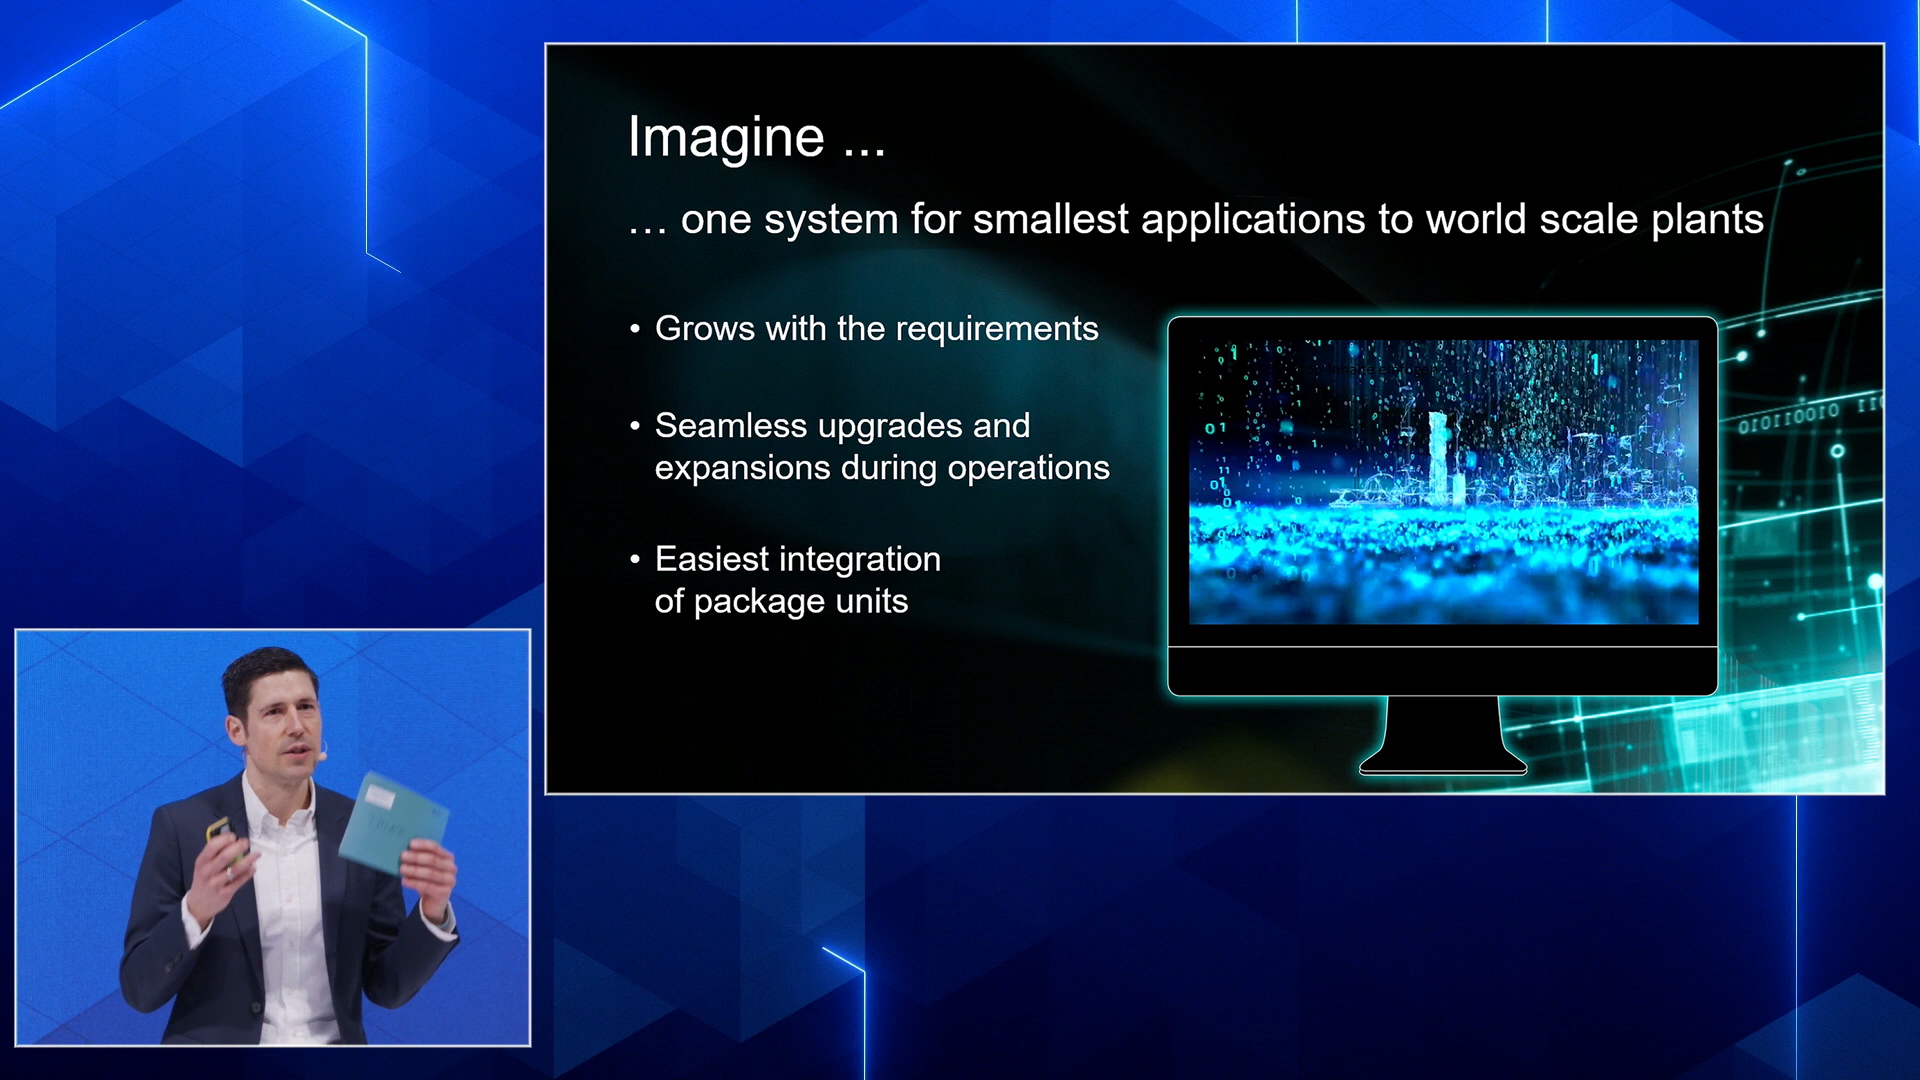 Imagine ...
… one system for smallest applications to world scale plants
• Grows with the requirements
• Seamless upgrades and
expansions during operations
• Easiest integration
of package units